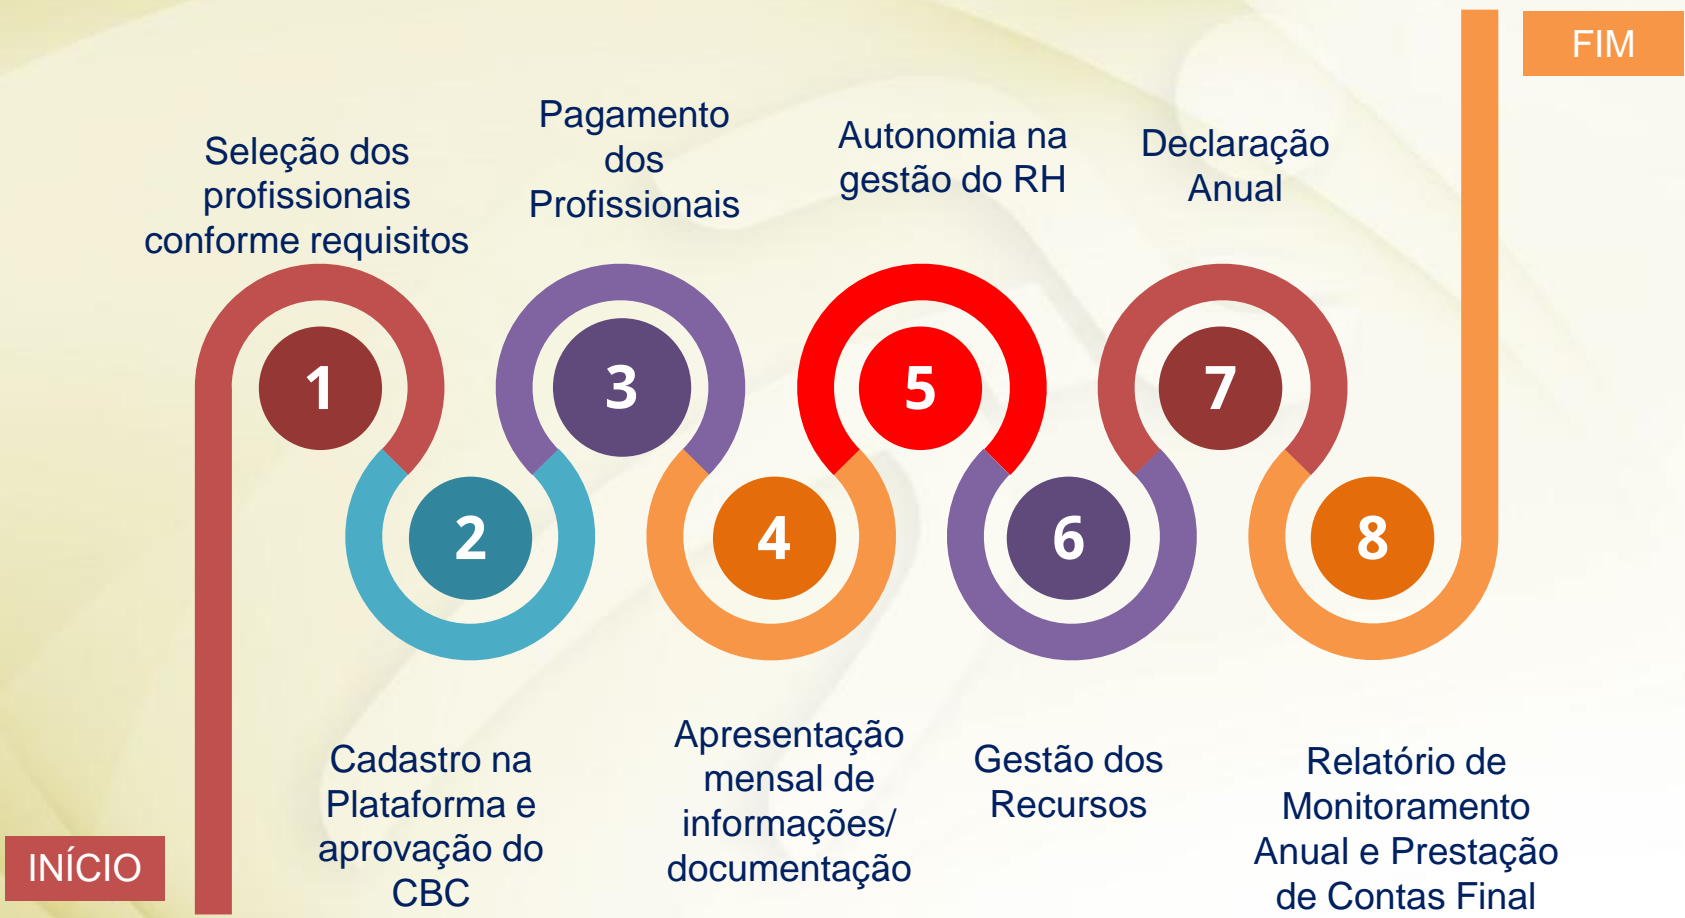 FIM
Seleção dos
profissionais
conforme requisitos
1
Cadastro na
Plataforma e
aprovação do
CBC
2
Pagamento
dos
Profissionais
3
Apresentação
mensal de
informações/
documentação
4
Autonomia na
gestão do RH
5
Gestão dos
Recursos
6
Declaração
Anual
7
Relatório de
Monitoramento
Anual e Prestação
de Contas Final
8
INÍCIO